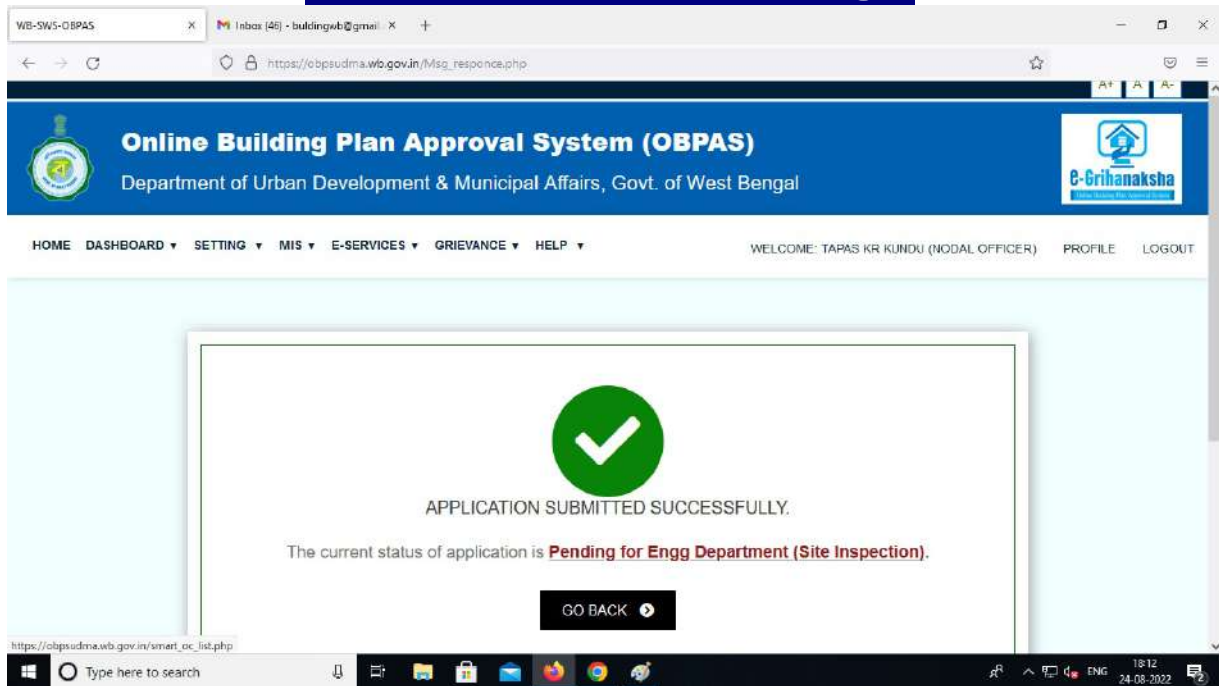 WB-SWS-OBPAS
Inbox (46) - buldingwb@gmail
https://obpsudma.wb.gov.in/Msg_responce.php
A+ A A-
Online Building Plan Approval System (OBPAS)
Department of Urban Development & Municipal Affairs, Govt. of West Bengal
e-Grihanaksha
HOME DASHBOARD ▾ SETTING ▾ MIS ▾ E-SERVICES ▾ GRIEVANCE ▾ HELP ▾ WELCOME: TAPAS KR KUNDU (NODAL OFFICER) PROFILE LOGOUT
APPLICATION SUBMITTED SUCCESSFULLY.
The current status of application is Pending for Engg Department (Site Inspection).
GO BACK
https://obpsudma.wb.gov.in/smart_oc_list.php
Type here to search
ENG
18:12
24-08-2022
2